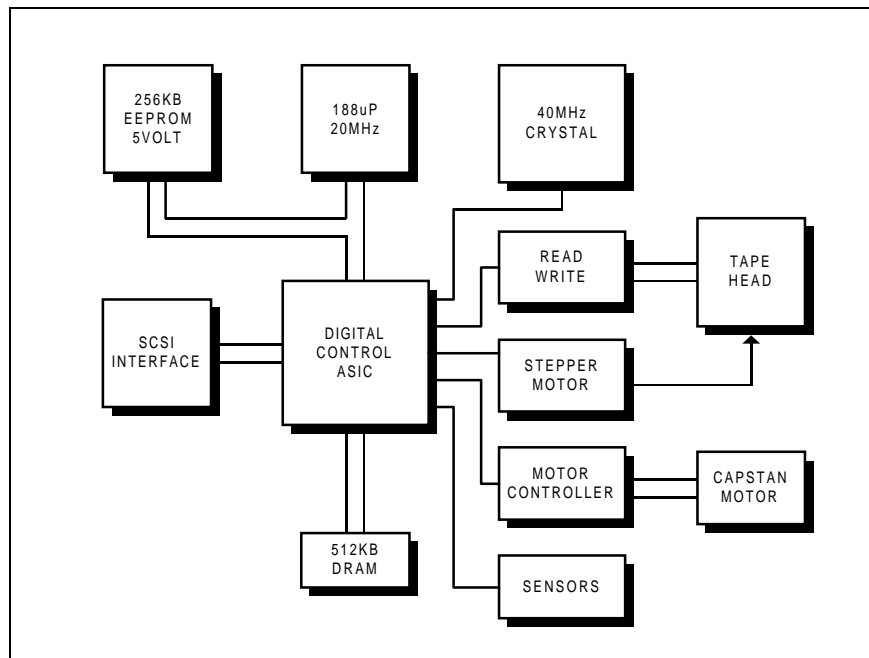 256KB
EEPROM
5VOLT
188uP
20MHz
40MHz
CRYSTAL
READ
WRITE
TAPE
HEAD
SCSI
INTERFACE
DIGITAL
CONTROL
ASIC
STEPPER
MOTOR
MOTOR
CONTROLLER
CAPSTAN
MOTOR
512KB
DRAM
SENSORS